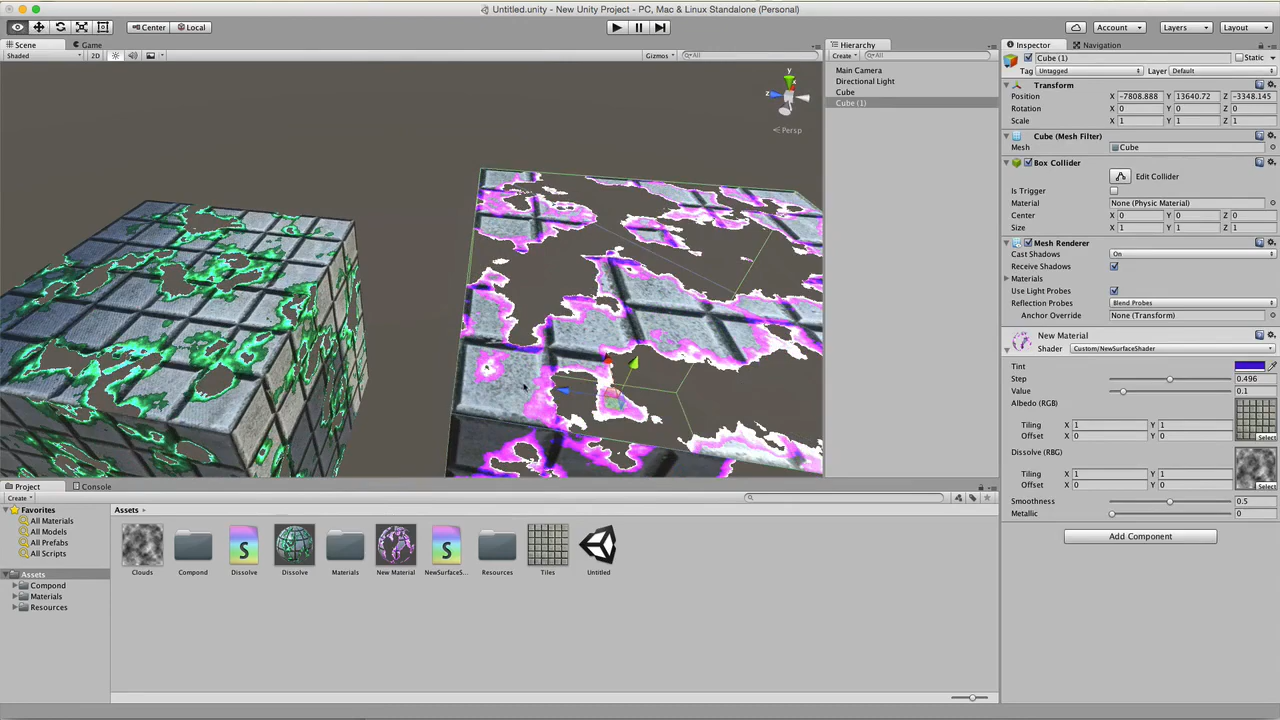 Untitled.unity - New Unity Project - PC, Mac & Linux Standalone (Personal)
Center Local Account Layers Layout
Scene Game
Shaded 2D Gizmos All
y
x
z
Persp
Hierarchy
Create All
Main Camera
Directional Light
Cube
Cube (1)
Inspector Navigation
Cube (1) Static
Tag Untagged Layer Default
Transform
Position X -7808.888 Y 13640.72 Z -3348.145
Rotation X 0 Y 0 Z 0
Scale X 1 Y 1 Z 1
Cube (Mesh Filter)
Mesh Cube
Box Collider
Edit Collider
Is Trigger
Material None (Physic Material)
Center X 0 Y 0 Z 0
Size X 1 Y 1 Z 1
Mesh Renderer
Cast Shadows On
Receive Shadows
Materials
Use Light Probes
Reflection Probes Blend Probes
Anchor Override None (Transform)
New Material
Shader Custom/NewSurfaceShader
Tint
Step 0.496
Value 0.1
Albedo (RGB)
Tiling X 1 Y 1
Offset X 0 Y 0
Select
Dissolve (RBG)
Tiling X 1 Y 1
Offset X 0 Y 0
Select
Smoothness 0.5
Metallic 0
Add Component
Project Console
Create
Favorites
All Materials
All Models
All Prefabs
All Scripts
Assets
Compond
Materials
Resources
Assets
S S
Clouds Compond Dissolve Dissolve Materials New Material NewSurfaceS... Resources Tiles Untitled